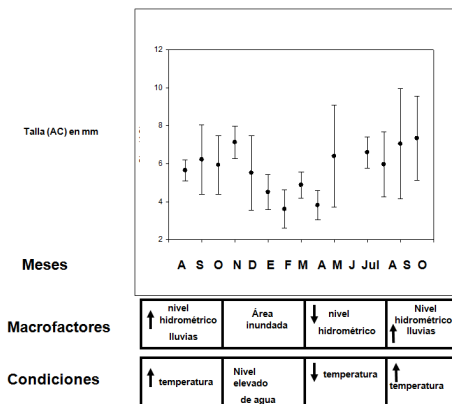 12
10
8
6
4
2
Talla (AC) en mm
Meses
A S O N D E F M A M J Jul A S O
Macrofactores
nivel
hidrométrico
lluvias
Área
inundada
nivel
hidrométrico
Nivel
hidrométrico
lluvias
Condiciones
temperatura
Nivel
elevado
de agua
temperatura
temperatura